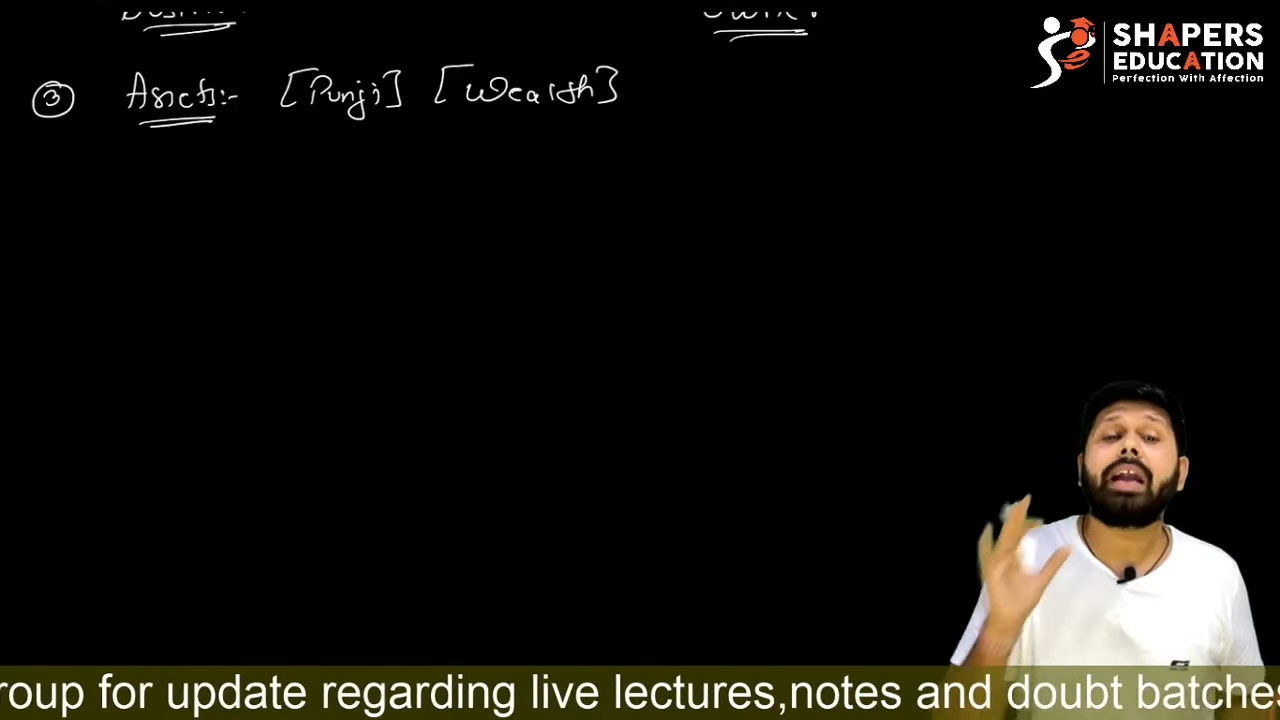 SHAPERS
EDUCATION
Perfection With Affection
③ Assets:- [Punji] [Wealth]
roup for update regarding live lectures,notes and doubt batches